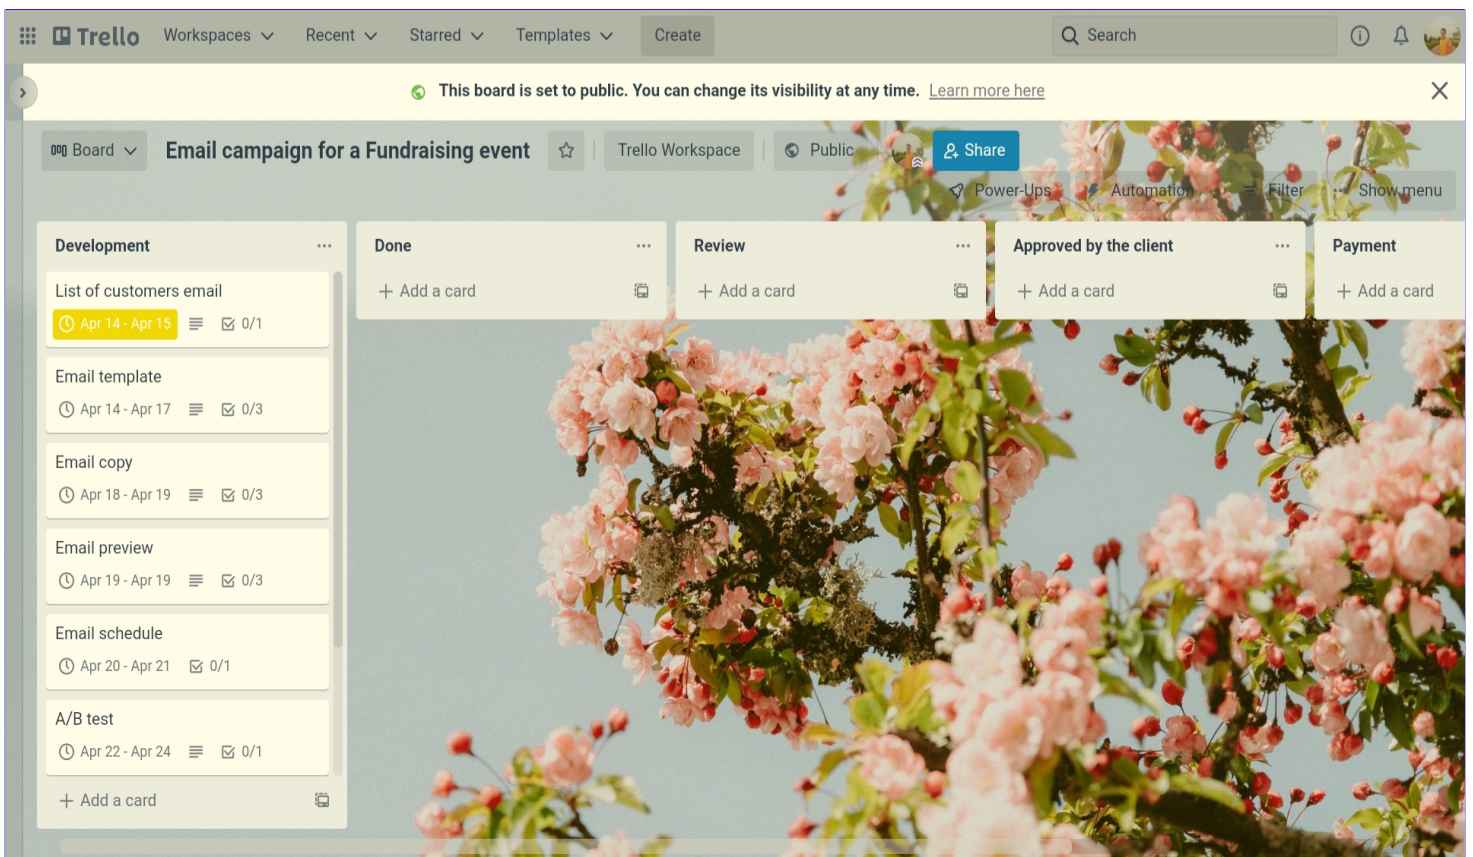 Trello Workspaces Recent Starred Templates Create Search
This board is set to public. You can change its visibility at any time. Learn more here
Board Email campaign for a Fundraising event Trello Workspace Public Share
Power-Ups Automation Filter Show menu
Development
List of customers email
Apr 14 - Apr 15 0/1
Email template
Apr 14 - Apr 17 0/3
Email copy
Apr 18 - Apr 19 0/3
Email preview
Apr 19 - Apr 19 0/3
Email schedule
Apr 20 - Apr 21 0/1
A/B test
Apr 22 - Apr 24 0/1
+ Add a card
Done
+ Add a card
Review
+ Add a card
Approved by the client
+ Add a card
Payment
+ Add a card